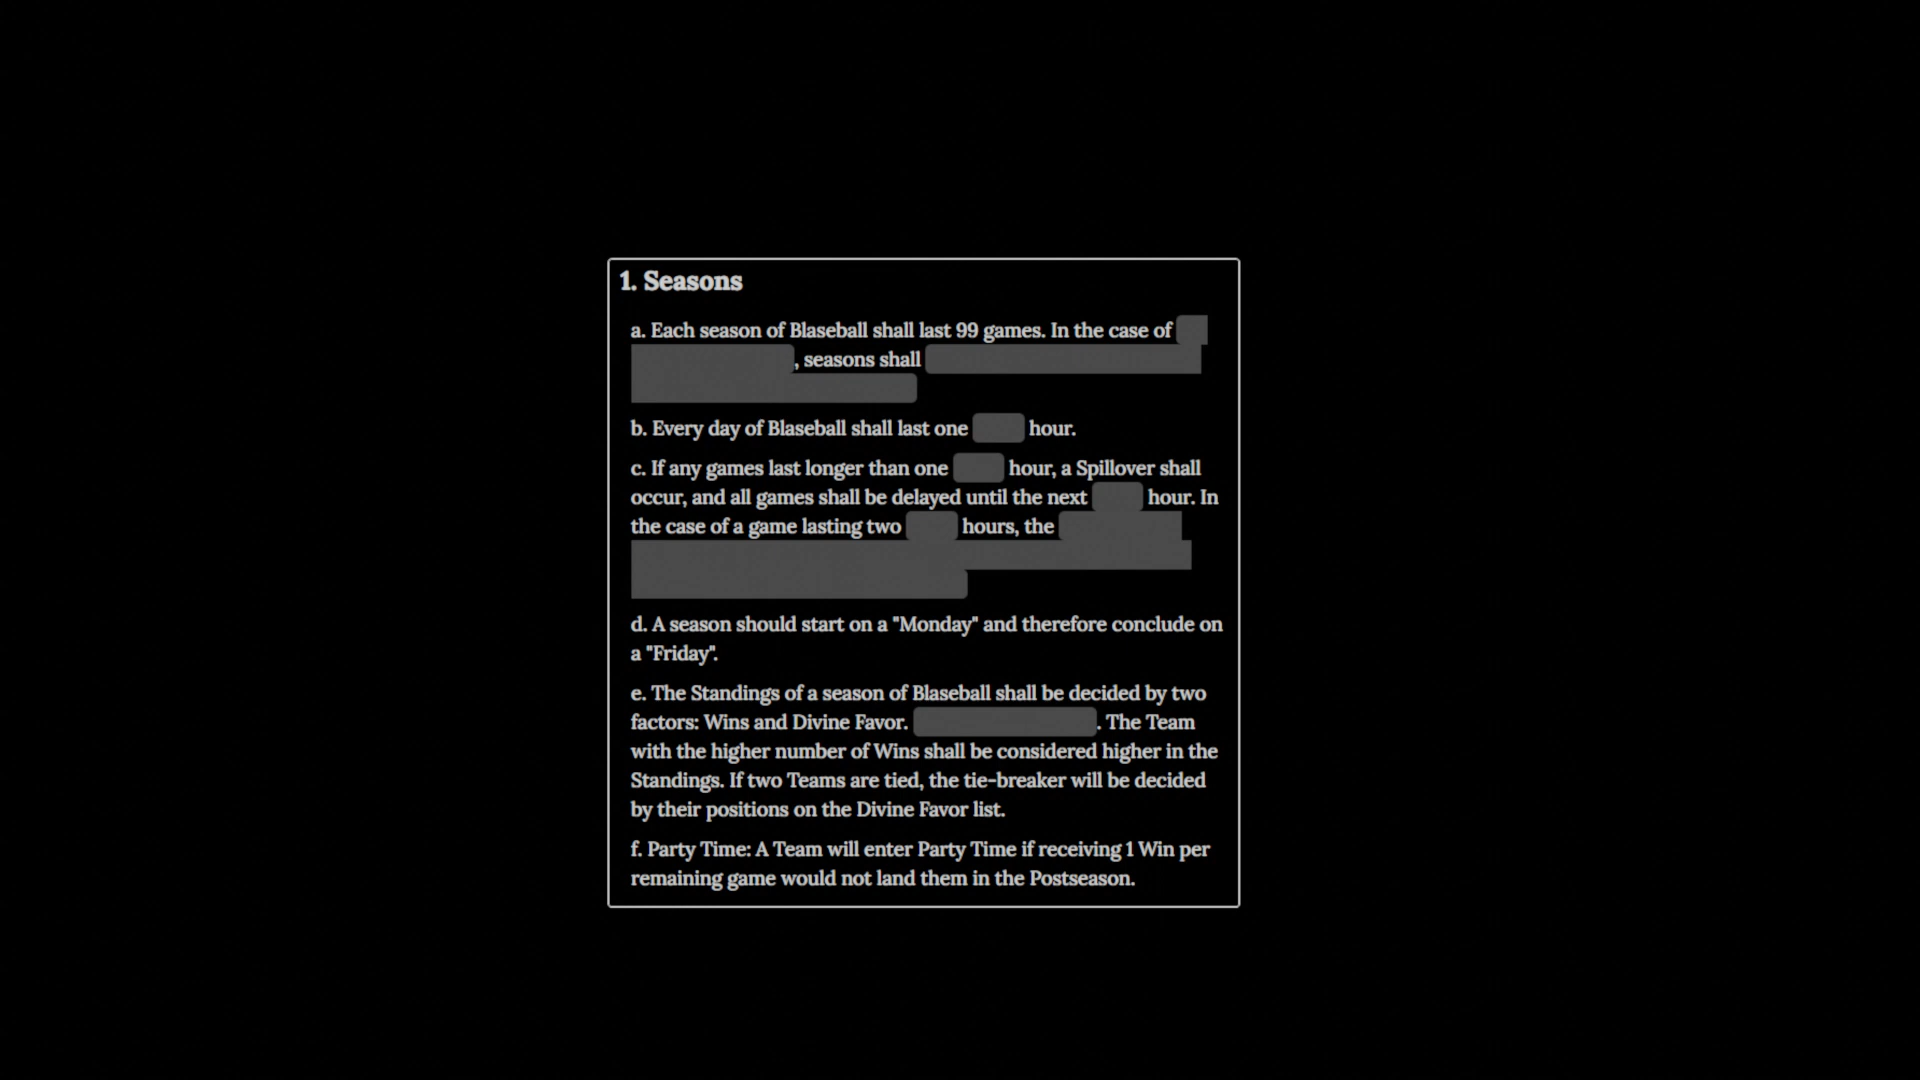 1. Seasons
a. Each season of Blaseball shall last 99 games. In the case of
, seasons shall
b. Every day of Blaseball shall last one hour.
c. If any games last longer than one hour, a Spillover shall
occur, and all games shall be delayed until the next hour. In
the case of a game lasting two hours, the
d. A season should start on a "Monday" and therefore conclude on
a "Friday".
e. The Standings of a season of Blaseball shall be decided by two
factors: Wins and Divine Favor. . The Team
with the higher number of Wins shall be considered higher in the
Standings. If two Teams are tied, the tie-breaker will be decided
by their positions on the Divine Favor list.
f. Party Time: A Team will enter Party Time if receiving 1 Win per
remaining game would not land them in the Postseason.